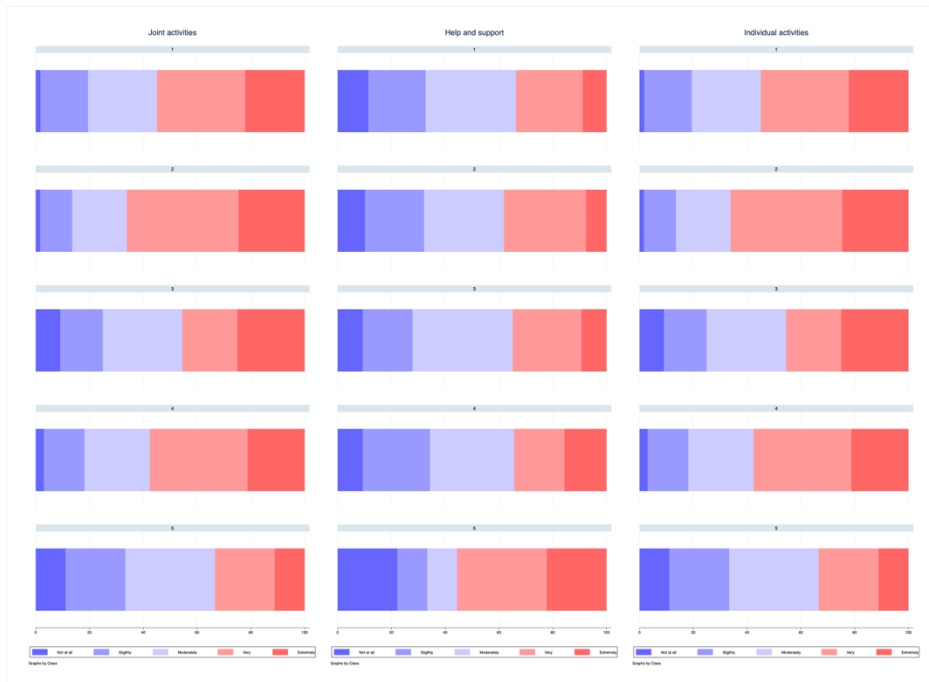 Joint activities
1
2
3
4
5
0 20 40 60 80 100
Not at all Slightly Moderately Very Extremely
Graphs by Class
Help and support
1
2
3
4
5
0 20 40 60 80 100
Not at all Slightly Moderately Very Extremely
Graphs by Class
Individual activities
1
2
3
4
5
0 20 40 60 80 100
Not at all Slightly Moderately Very Extremely
Graphs by Class